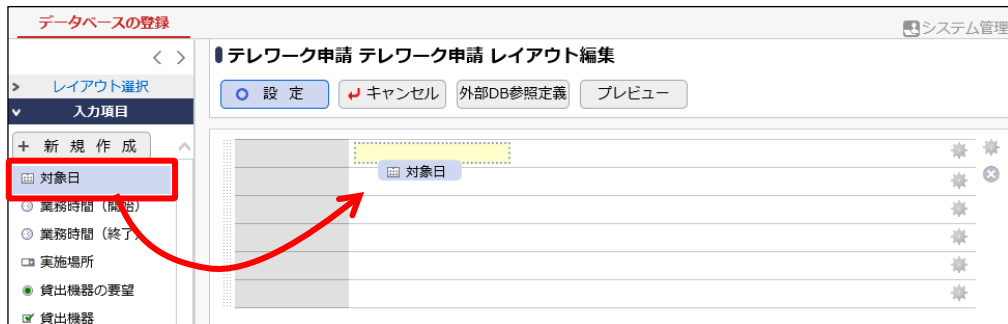 データベースの登録
システム管理
< >
テレワーク申請 テレワーク申請 レイアウト編集
> レイアウト選択
設 定
キャンセル
外部DB参照定義
プレビュー
入力項目
+ 新 規 作 成
対象日
対象日
業務時間（開始）
業務時間（終了）
実施場所
貸出機器の要望
貸出機器